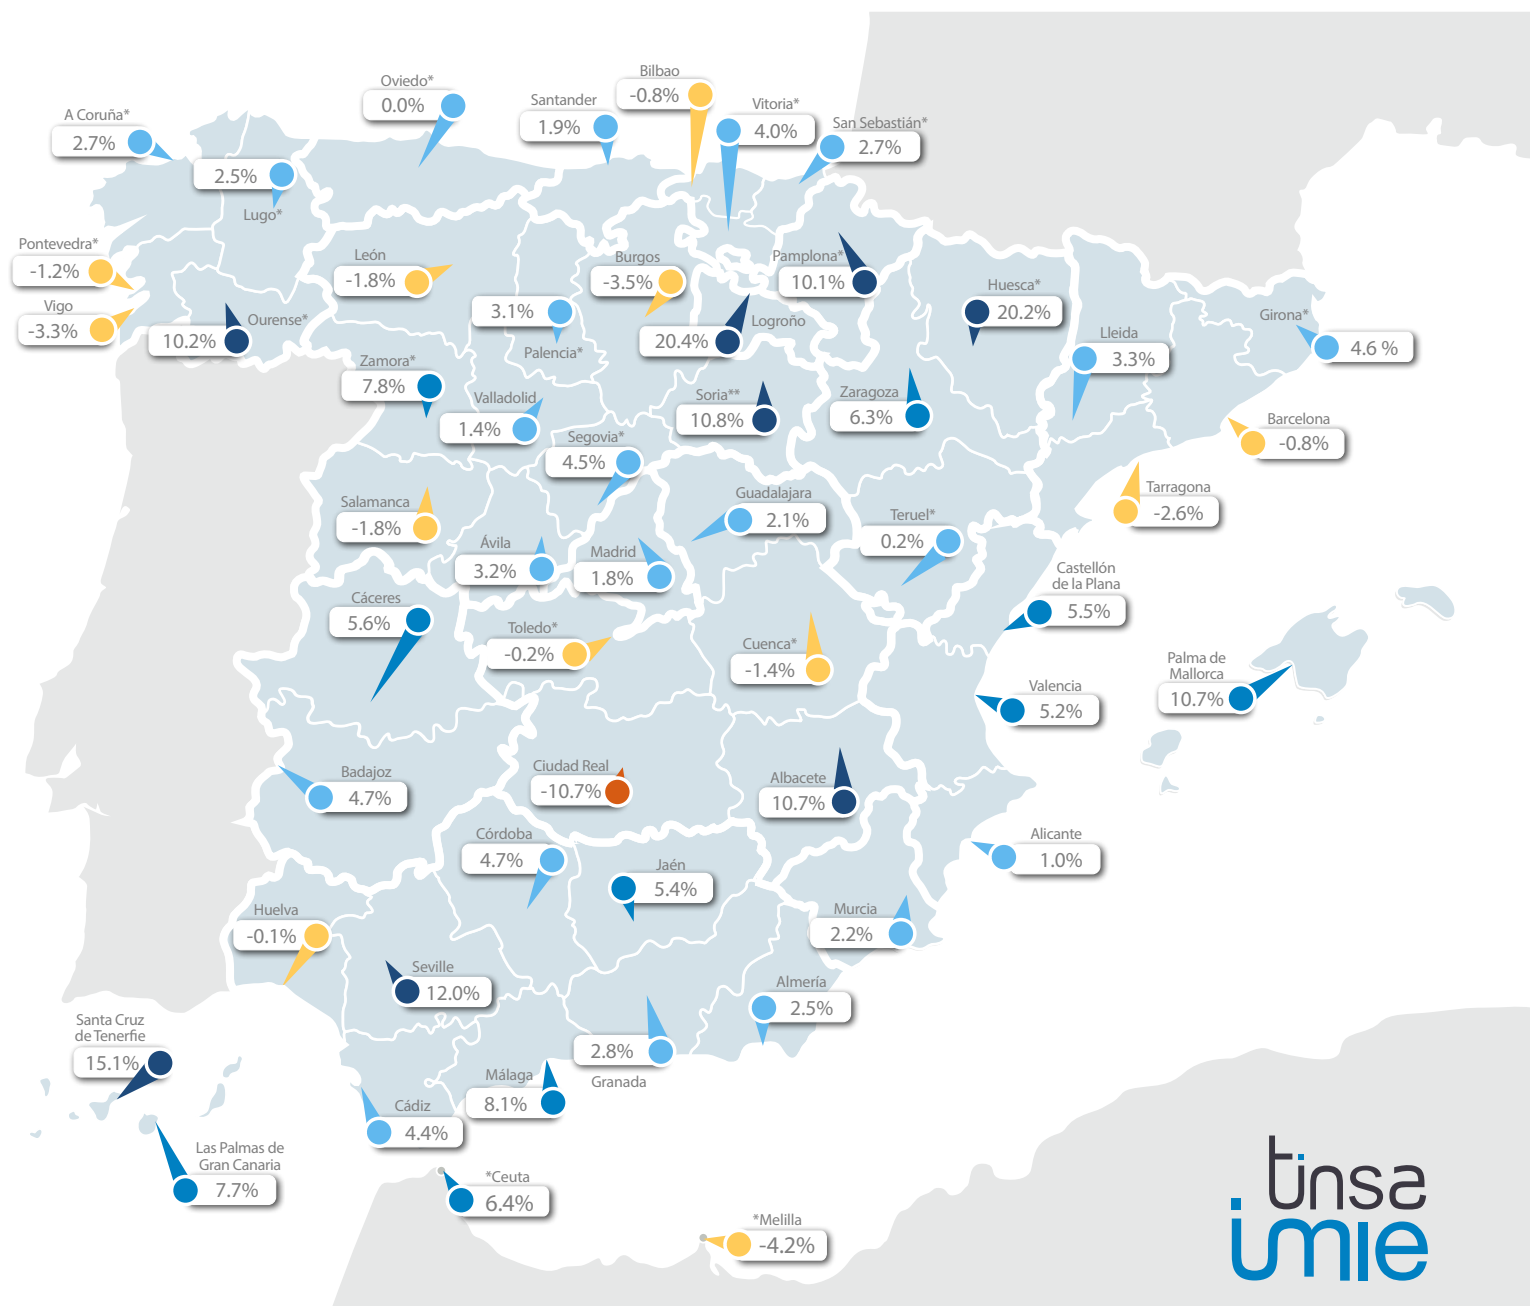 Oviedo*
0.0%
Bilbao
-0.8%
Santander
1.9%
Vitoria*
4.0%
A Coruña*
2.7%
San Sebastián*
2.7%
2.5%
Lugo*
Pontevedra*
-1.2%
León
-1.8%
Burgos
-3.5%
Pamplona*
10.1%
Huesca*
20.2%
Vigo
-3.3%
Ourense*
10.2%
3.1%
Palencia*
Logroño
20.4%
Lleida
3.3%
Girona*
4.6 %
Zamora*
7.8%
Valladolid
1.4%
Soria**
10.8%
Zaragoza
6.3%
Barcelona
-0.8%
Segovia*
4.5%
Salamanca
-1.8%
Guadalajara
2.1%
Teruel*
0.2%
Tarragona
-2.6%
Ávila
3.2%
Madrid
1.8%
Castellón
de la Plana
5.5%
Cáceres
5.6%
Toledo*
-0.2%
Cuenca*
-1.4%
Palma de
Mallorca
10.7%
Valencia
5.2%
Badajoz
4.7%
Ciudad Real
-10.7%
Albacete
10.7%
Córdoba
4.7%
Jaén
5.4%
Alicante
1.0%
Huelva
-0.1%
Murcia
2.2%
Seville
12.0%
Almería
2.5%
Santa Cruz
de Tenerfie
15.1%
2.8%
Granada
Málaga
8.1%
Cádiz
4.4%
Las Palmas de
Gran Canaria
7.7%
*Ceuta
6.4%
*Melilla
-4.2%
tinsa
imie